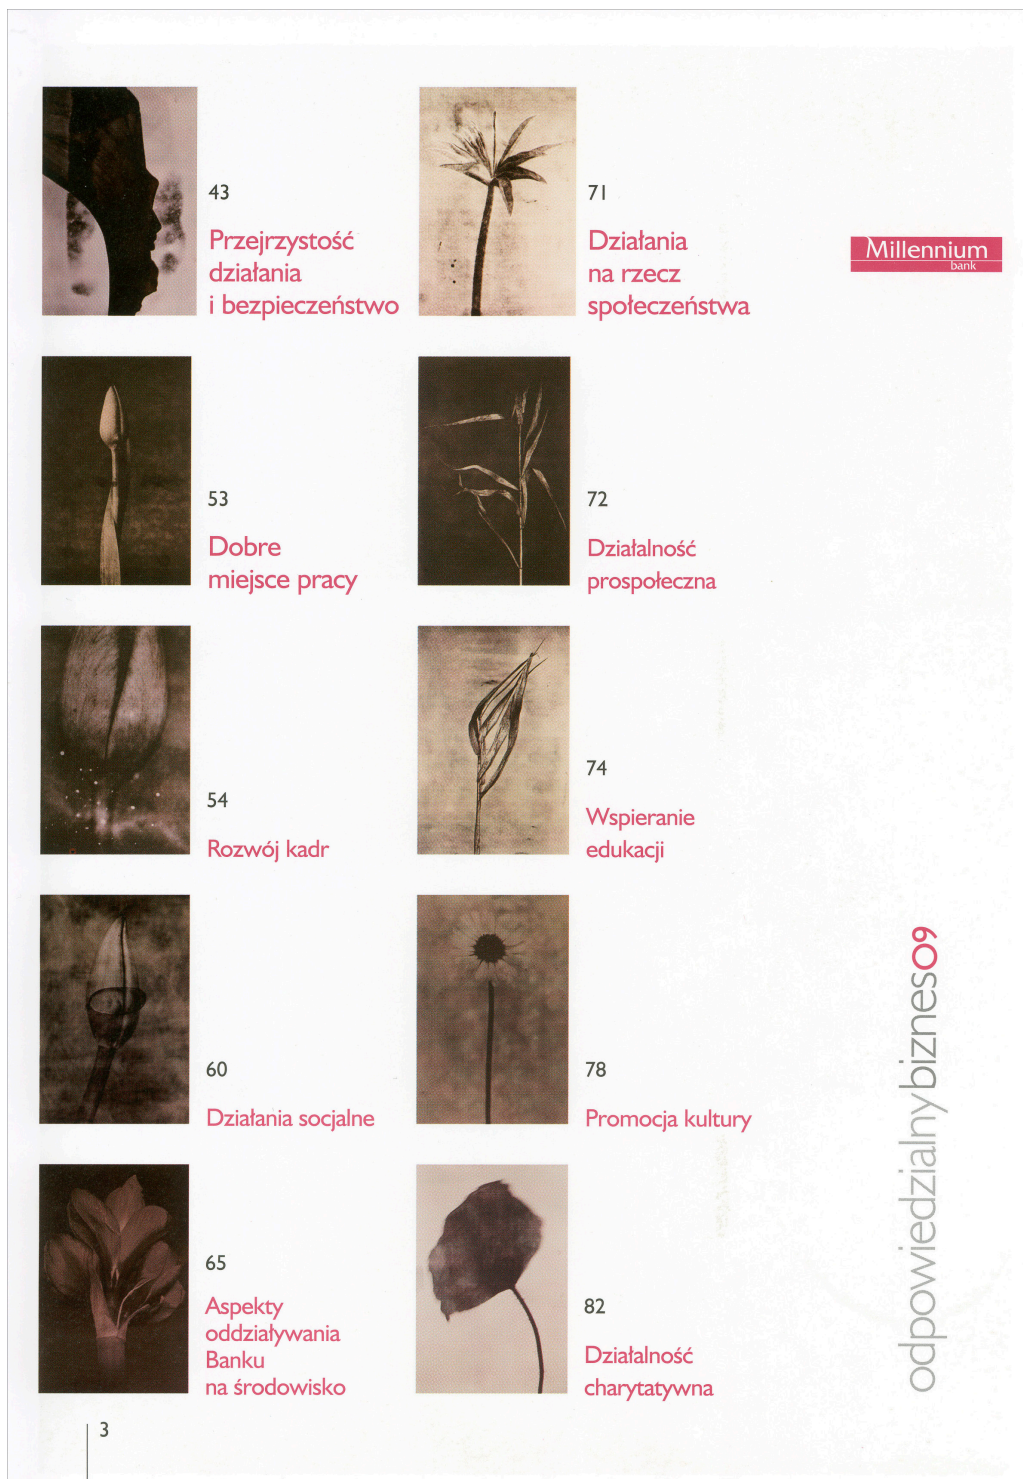 43
Przejrzystość
działania
i bezpieczeństwo
53
Dobre
miejsce pracy
54
Rozwój kadr
60
Działania socjalne
65
Aspekty
oddziaływania
Banku
na środowisko
71
Działania
na rzecz
społeczeństwa
72
Działalność
prospołeczna
74
Wspieranie
edukacji
78
Promocja kultury
82
Działalność
charytatywna
Millennium
bank
odpowiedzialnybiznes09
3